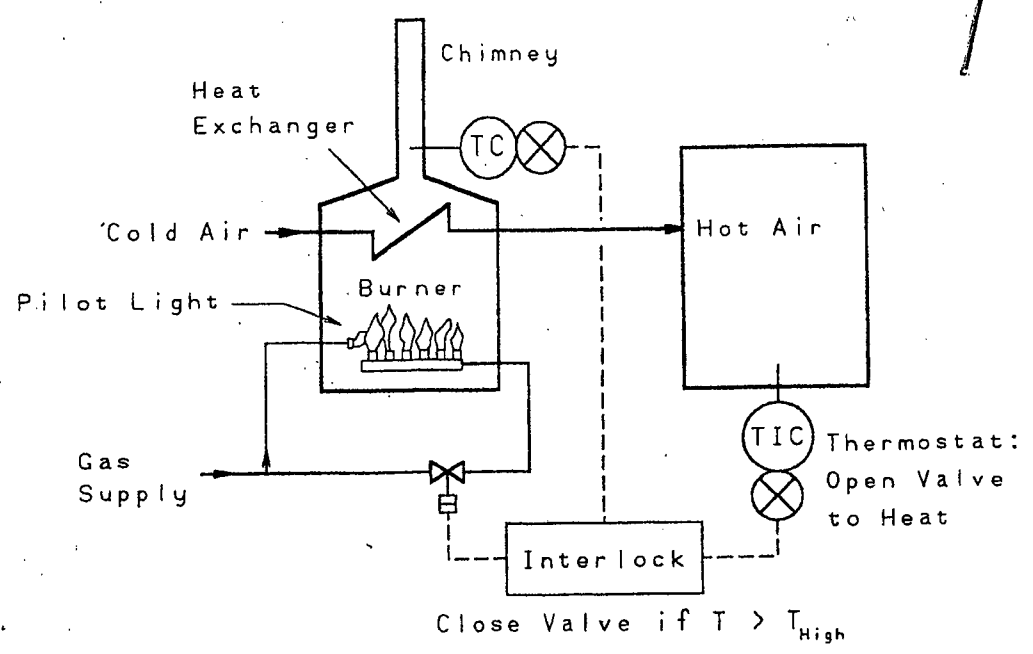 Chimney
Heat
Exchanger
TC
Cold Air
Hot Air
Burner
Pilot Light
TIC
Thermostat:
Open Valve
to Heat
Gas
Supply
Interlock
Close Valve if T > THigh